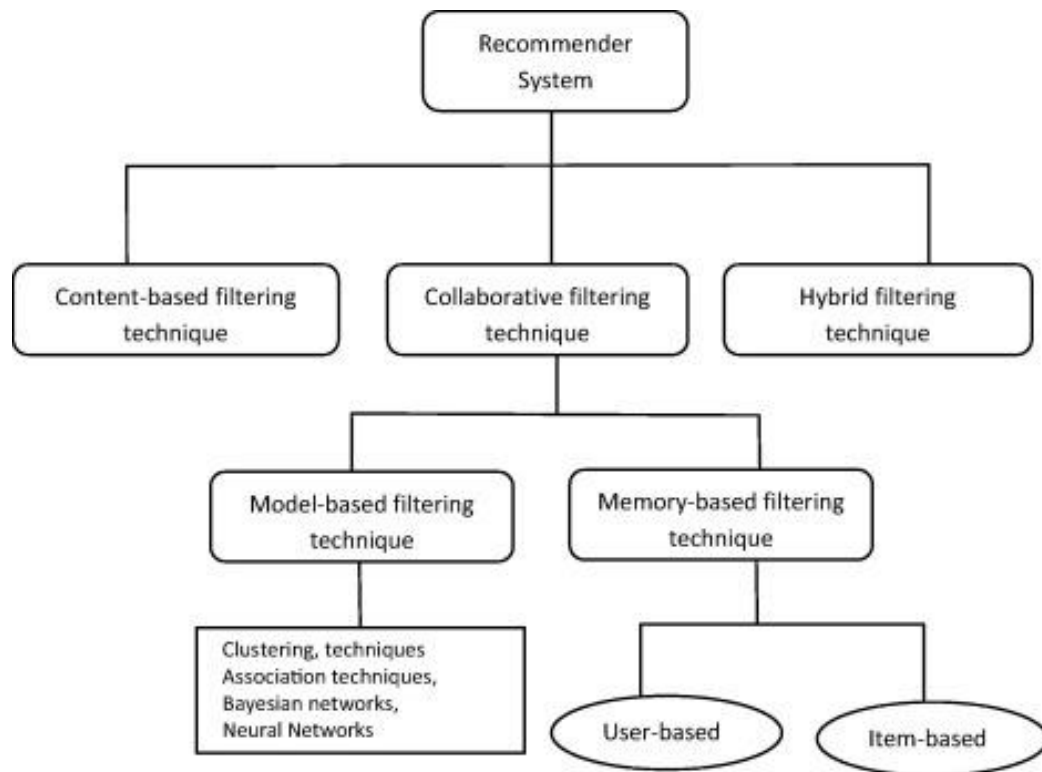 Recommender
System
Content-based filtering
technique
Collaborative filtering
technique
Hybrid filtering
technique
Model-based filtering
technique
Memory-based filtering
technique
Clustering, techniques
Association techniques,
Bayesian networks,
Neural Networks
User-based
Item-based